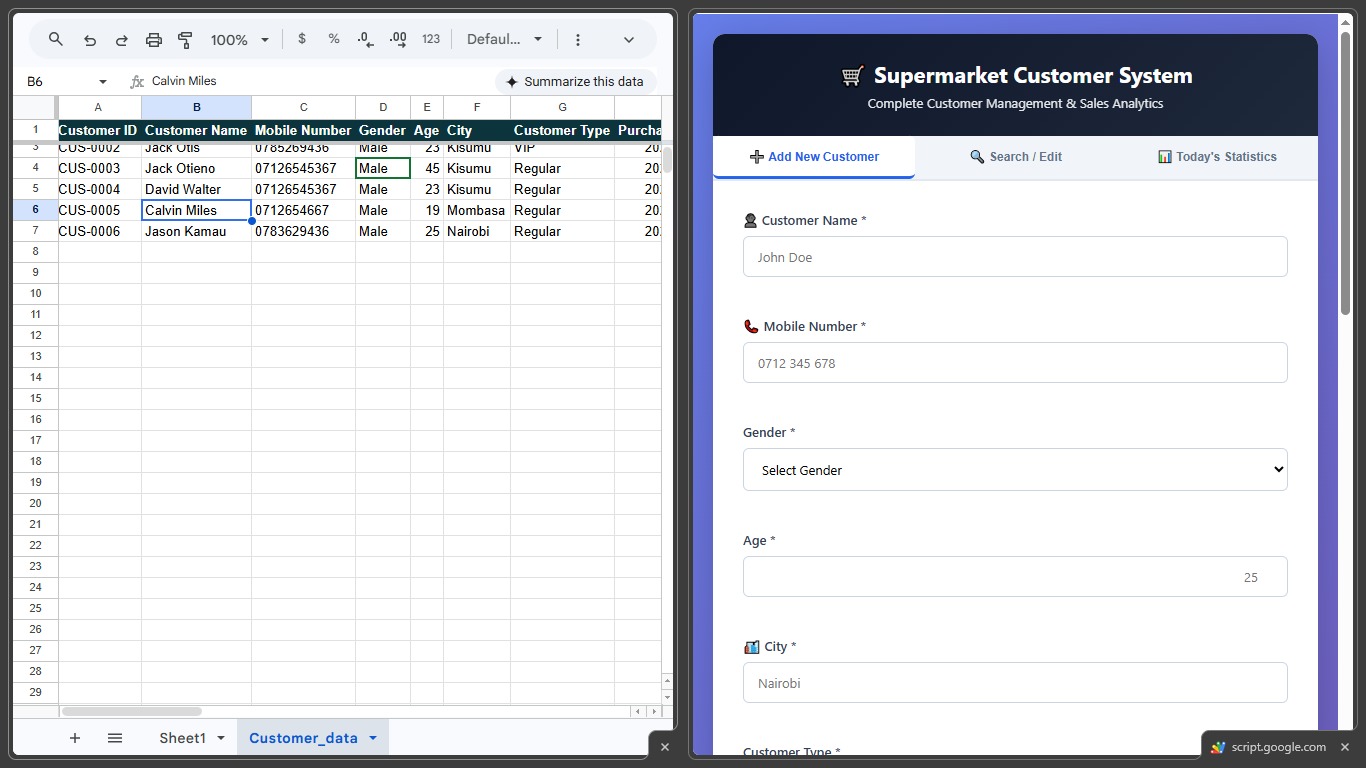 100%
$ % .0 .00 123 Defaul...
B6 Calvin Miles Summarize this data
A B C D E F G
1 Customer ID Customer Name Mobile Number Gender Age City Customer Type Purcha
3 CUS-0002 Jack Otis 0785269436 Male 23 Kisumu VIP 20
4 CUS-0003 Jack Otieno 07126545367 Male 45 Kisumu Regular 20
5 CUS-0004 David Walter 07126545367 Male 23 Kisumu Regular 20
6 CUS-0005 Calvin Miles 0712654667 Male 19 Mombasa Regular 20
7 CUS-0006 Jason Kamau 0783629436 Male 25 Nairobi Regular 20
8
9
10
11
12
13
14
15
16
17
18
19
20
21
22
23
24
25
26
27
28
29
Sheet1 Customer_data
Supermarket Customer System
Complete Customer Management & Sales Analytics
Add New Customer Search / Edit Today's Statistics
Customer Name *
John Doe
Mobile Number *
0712 345 678
Gender *
Select Gender
Age *
25
City *
Nairobi
Customer Type *
script.google.com